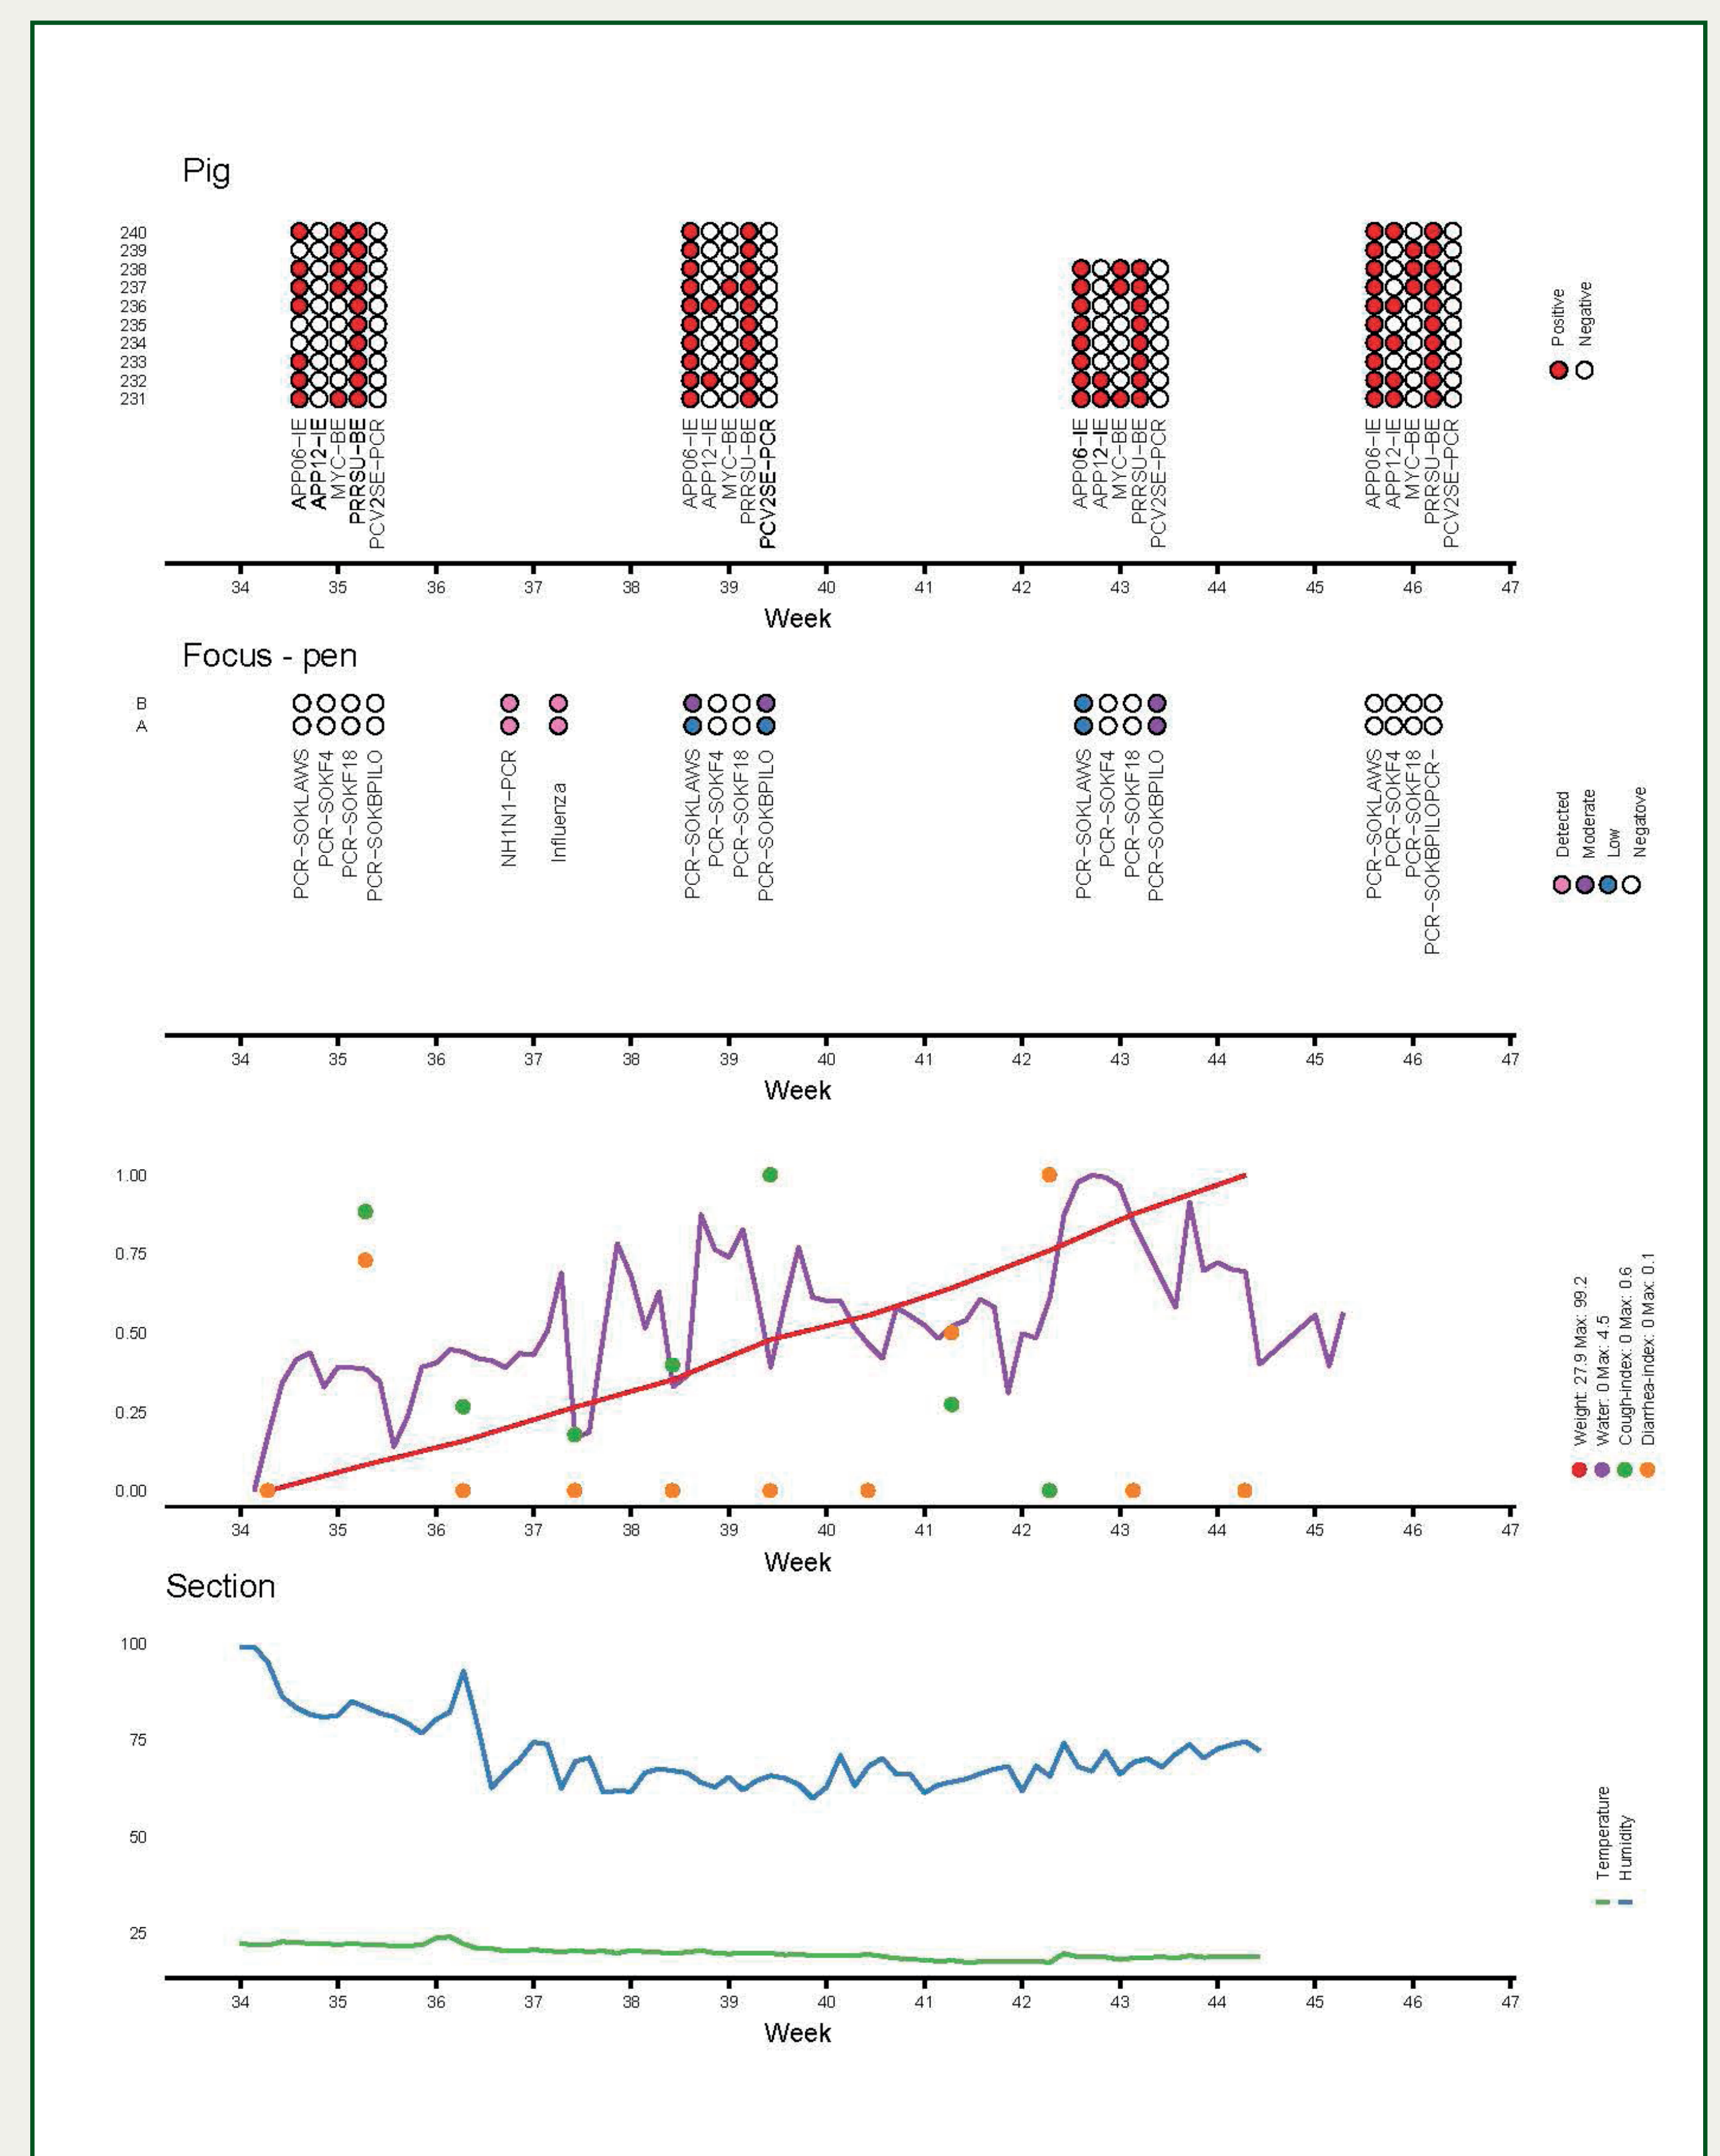 Pig
240
239
238
237
236
235
234
233
232
231
APP06-IE APP12-IE MYC-BE PRRSU-BE PCV2SE-PCR
APP06-IE APP12-IE MYC-BE PRRSU-BE PCV2SE-PCR
APP06-IE APP12-IE MYC-BE PRRSU-BE PCV2SE-PCR
APP06-IE APP12-IE MYC-BE PRRSU-BE PCV2SE-PCR
Positive
Negative
34 35 36 37 38 39 40 41 42 43 44 45 46 47
Week
Focus - pen
B
A
PCR-SOKLAWS PCR-SOKF4 PCR-SOKF18 PCR-SOKBPILO
NH1N1-PCR
Influenza
PCR-SOKLAWS PCR-SOKF4 PCR-SOKF18 PCR-SOKBPILO
PCR-SOKLAWS PCR-SOKF4 PCR-SOKF18 PCR-SOKBPILO
PCR-SOKLAWS PCR-SOKF4 PCR-SOKF18 PCR-SOKBPILOPCR-
Detected
Moderate
Low
Negatove
34 35 36 37 38 39 40 41 42 43 44 45 46 47
Week
1.00
0.75
0.50
0.25
0.00
Weight: 27.9 Max: 99.2
Water: 0 Max: 4.5
Cough-index: 0 Max: 0.6
Diarrhea-index: 0 Max: 0.1
34 35 36 37 38 39 40 41 42 43 44 45 46 47
Week
Section
100
75
50
25
Temperature
Humidity
34 35 36 37 38 39 40 41 42 43 44 45 46 47
Week